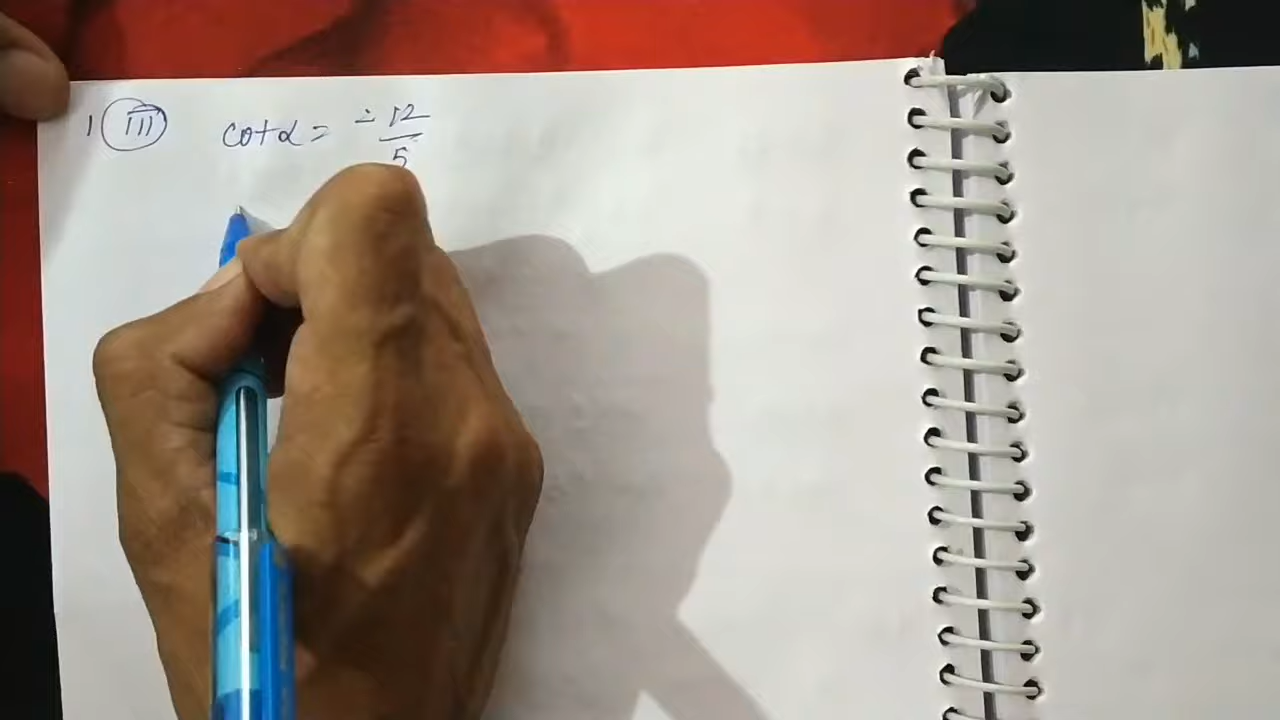 1 (III) cot α = -12/5